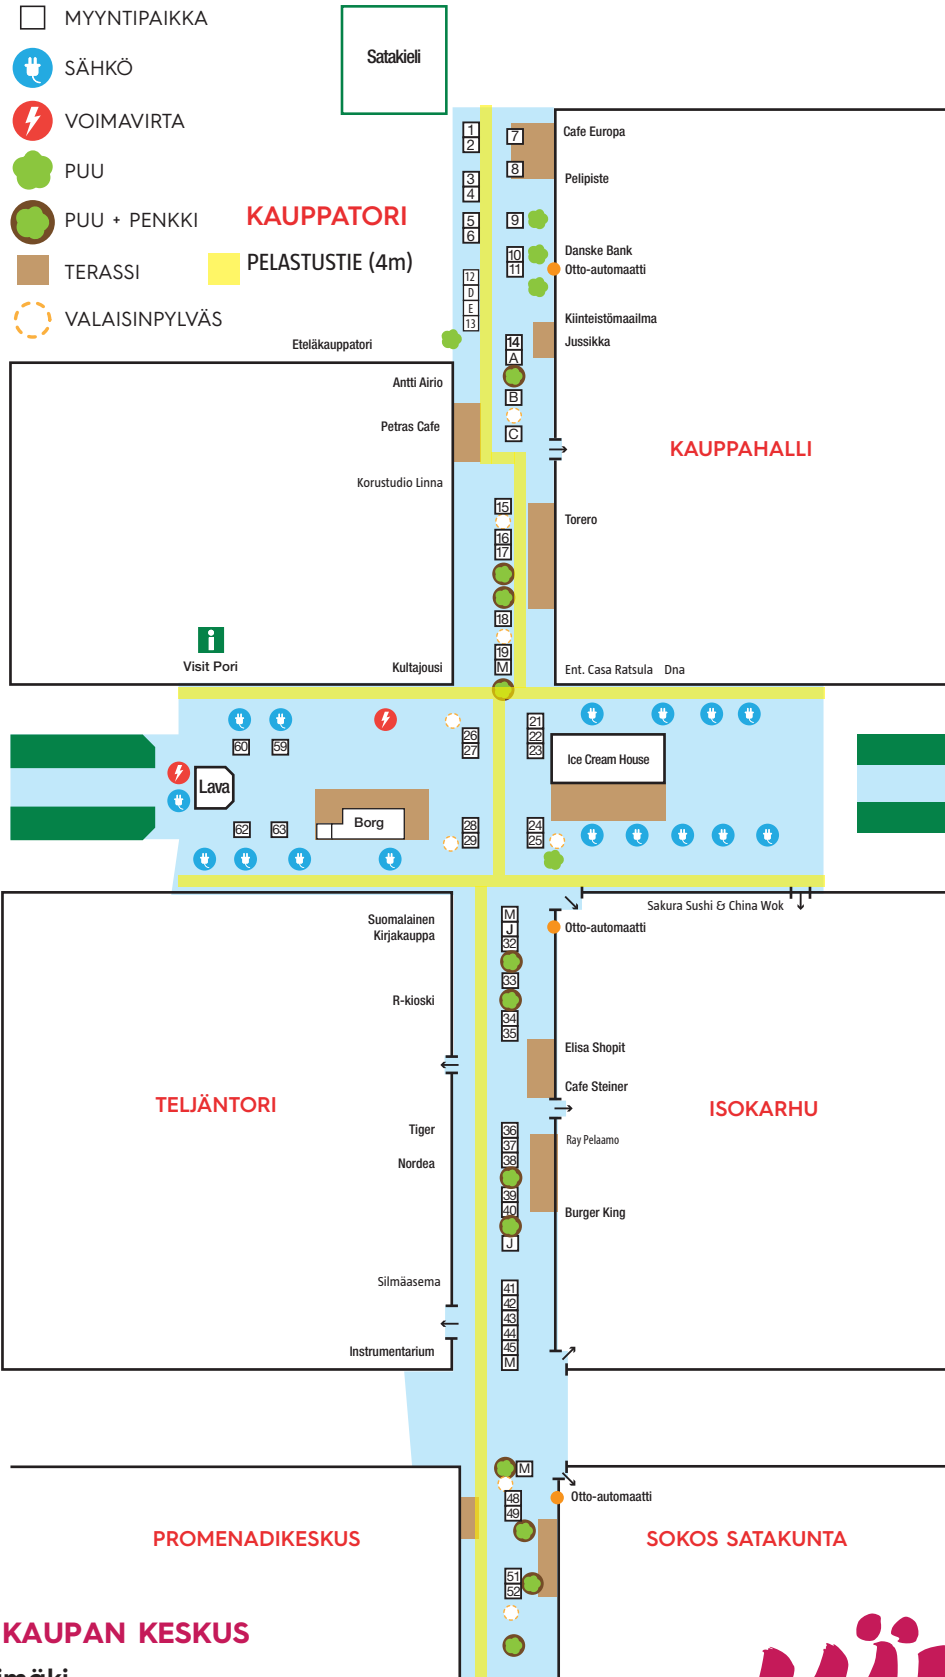 MYYNTIPAIKKA
SÄHKÖ
VOIMAVIRTA
PUU
PUU + PENKKI
TERASSI
VALAISINPYLVÄS
KAUPPATORI
PELASTUSTIE (4m)
Satakieli
1
2
3
4
5
6
7
8
9
10
11
12
D
E
13
14
A
B
C
Cafe Europa
Pelipiste
Danske Bank
Otto-automaatti
Kiinteistömaailma
Jussikka
Eteläkauppatori
Antti Airio
Petras Cafe
Korustudio Linna
KAUPPAHALLI
Torero
15
16
17
18
19
M
i
Visit Pori
Kultajousi
Ent. Casa Ratsula Dna
60
59
26
27
21
22
23
Ice Cream House
Lava
Borg
62
63
28
29
24
25
Sakura Sushi & China Wok
Suomalainen
Kirjakauppa
M
J
32
Otto-automaatti
33
R-kioski
34
35
Elisa Shopit
Cafe Steiner
TELJÄNTORI
ISOKARHU
Tiger
Nordea
36
37
38
39
40
J
Ray Pelaamo
Burger King
Silmäasema
41
42
43
44
45
M
Instrumentarium
M
48
49
Otto-automaatti
PROMENADIKESKUS
SOKOS SATAKUNTA
51
52
KAUPAN KESKUS